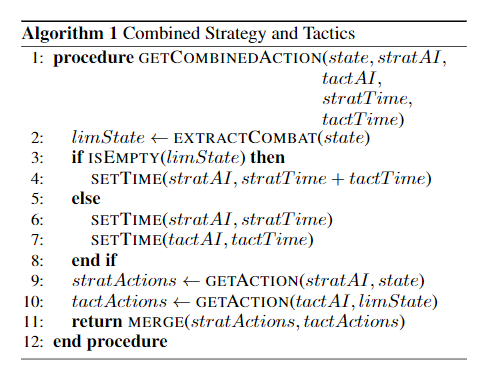 Algorithm 1 Combined Strategy and Tactics
1: procedure GETCOMBINEDACTION(state, stratAI,
tactAI,
stratTime,
tactTime)
2: limState ← EXTRACTCOMBAT(state)
3: if ISEMPTY(limState) then
4: SETTIME(stratAI, stratTime + tactTime)
5: else
6: SETTIME(stratAI, stratTime)
7: SETTIME(tactAI, tactTime)
8: end if
9: stratActions ← GETACTION(stratAI, state)
10: tactActions ← GETACTION(tactAI, limState)
11: return MERGE(stratActions, tactActions)
12: end procedure